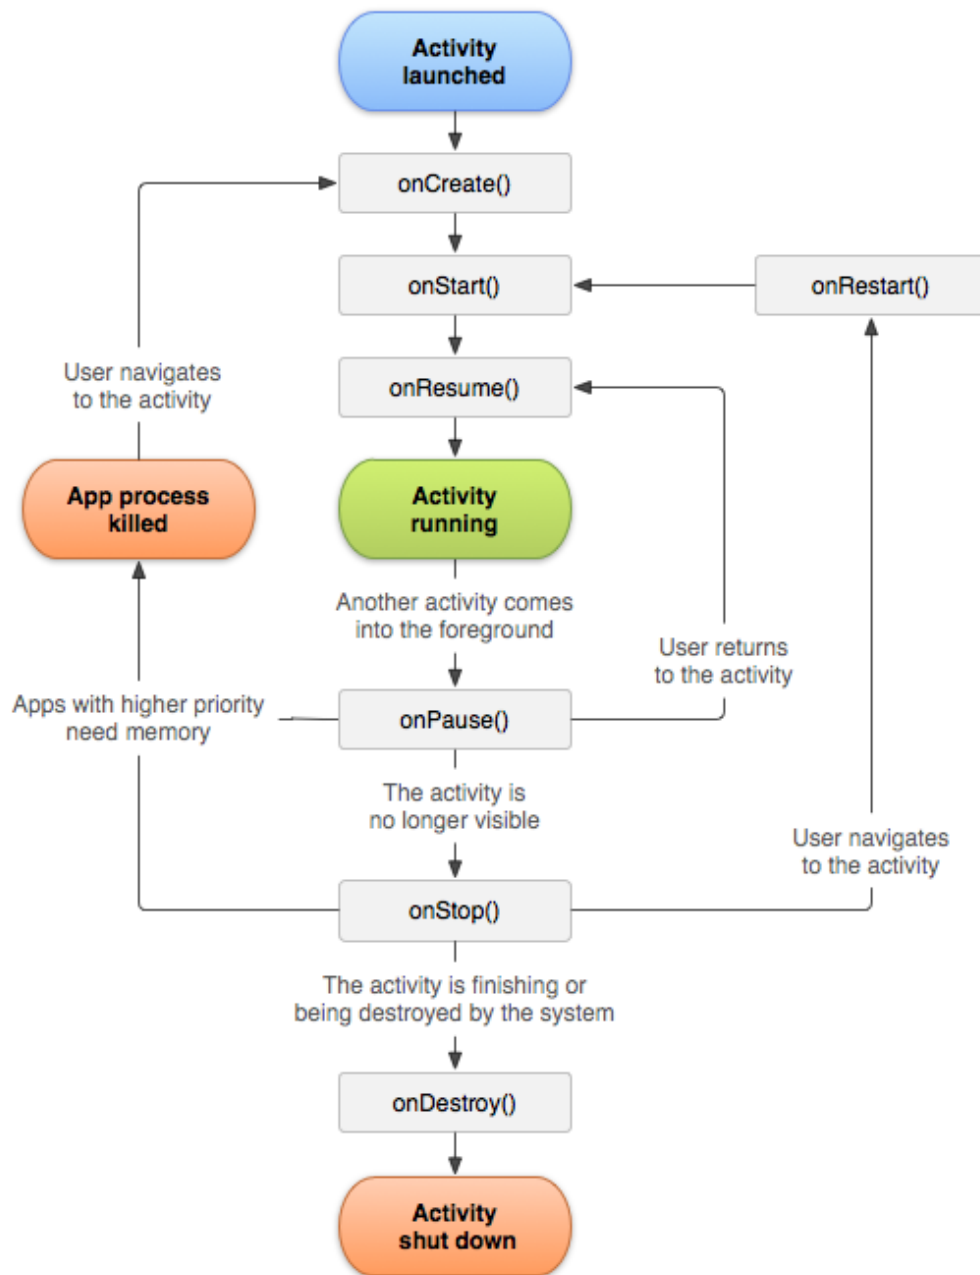 Activity
launched
onCreate()
onStart()
onRestart()
User navigates
to the activity
onResume()
App process
killed
Activity
running
Another activity comes
into the foreground
User returns
to the activity
Apps with higher priority
need memory
onPause()
The activity is
no longer visible
User navigates
to the activity
onStop()
The activity is finishing or
being destroyed by the system
onDestroy()
Activity
shut down